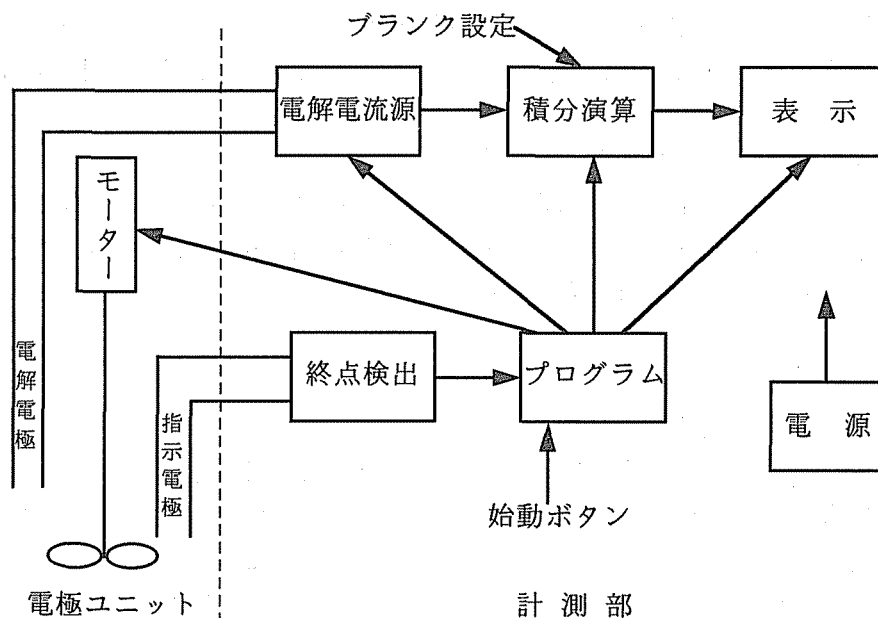 ブランク設定
電解電流源
積分演算
表 示
モーター
電解電極
指示電極
終点検出
プログラム
電 源
始動ボタン
電極ユニット
計 測 部